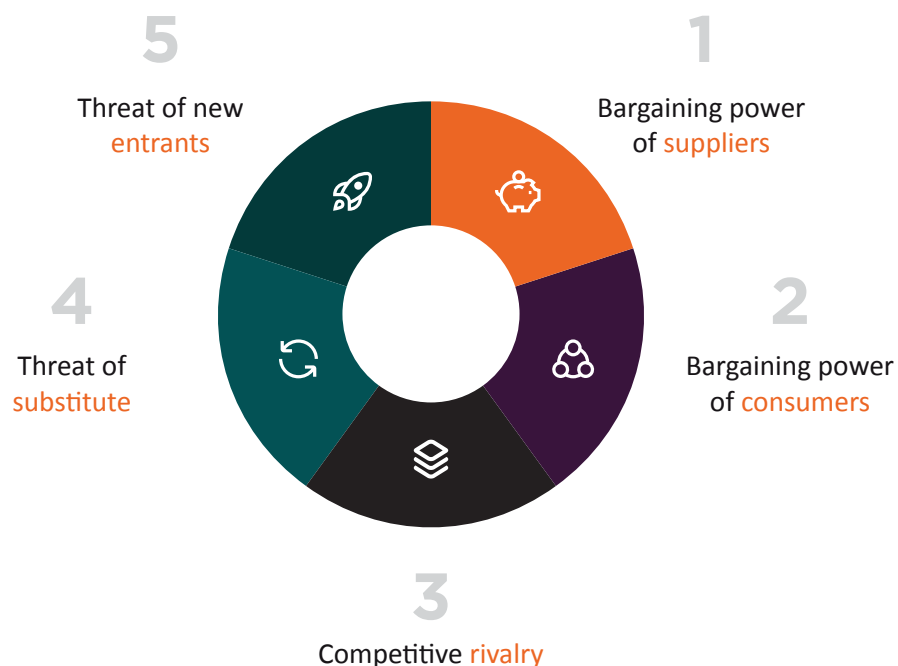 1
Bargaining power
of suppliers
2
Bargaining power
of consumers
3
Competitive rivalry
4
Threat of
substitute
5
Threat of new
entrants